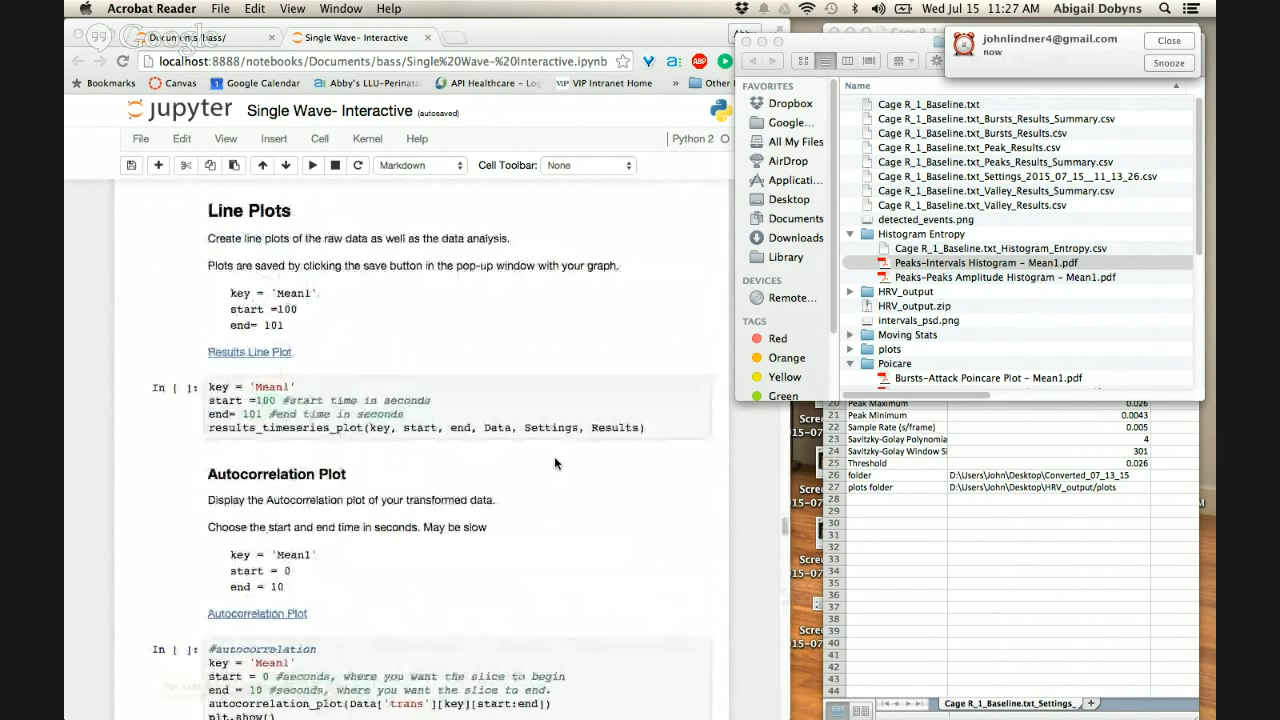 Acrobat Reader File Edit View Window Help
Wed Jul 15 11:27 AM Abigail Dobyns
Google
Documents/bass/
Single Wave- Interactive
Abby
localhost:8888/notebooks/Documents/bass/Single%20Wave-%20Interactive.ipynb
Bookmarks Canvas Google Calendar Abby's City Portal API Healthcare - L VIP Intranet Home » Other
jupyter Single Wave- Interactive (autosaved)
File Edit View Insert Cell Kernel Help
Python 2
Markdown Cell Toolbar: None
Line Plots
Create line plots of the raw data as well as the data analysis.
Plots are saved by clicking the save button in the pop-up window with your graph.
key = 'Mean1'
start =100
end= 101
Results Line Plot
In [ ]: key = 'Mean1'
start =100 #start time in seconds
end= 101 #end time in seconds
results_timeseries_plot(key, start, end, Data, Settings, Results)
Autocorrelation Plot
Display the Autocorrelation plot of your transformed data.
Choose the start and end time in seconds. May be slow
key = 'Mean1'
start = 0
end = 10
Autocorrelation Plot
In [ ]: #autocorrelation
key = 'Mean1'
start = 0 #seconds, where you want the slice to begin
end = 10 #seconds, where you want the slice to end.
autocorrelation_plot(Data['trans'][key][start:end])
plt.show()
johnlindner4@gmail.com
now
Close
Snooze
FAVORITES
Dropbox
Google...
All My Files
AirDrop
Applicati...
Desktop
Documents
Downloads
Library
DEVICES
Remote...
TAGS
Red
Orange
Yellow
Green
Name
Cage R_1_Baseline.txt
Cage R_1_Baseline.txt_Bursts_Results_Summary.csv
Cage R_1_Baseline.txt_Bursts_Results.csv
Cage R_1_Baseline.txt_Peak_Results.csv
Cage R_1_Baseline.txt_Peaks_Results_Summary.csv
Cage R_1_Baseline.txt_Settings_2015_07_15__11_13_26.csv
Cage R_1_Baseline.txt_Valley_Results_Summary.csv
Cage R_1_Baseline.txt_Valley_Results.csv
detected_events.png
Histogram Entropy
Cage R_1_Baseline.txt_Histogram_Entropy.csv
Peaks-Intervals Histogram - Mean1.pdf
Peaks-Peaks Amplitude Histogram - Mean1.pdf
HRV_output
HRV_output.zip
intervals_psd.png
Moving Stats
plots
Poicare
Bursts-Attack Poincare Plot - Mean1.pdf
20 Peak Maximum 0.026
21 Peak Minimum 0.0043
22 Sample Rate (s/frame) 0.005
23 Savitzky-Golay Polynomia 4
24 Savitzky-Golay Window Si 301
25 Threshold 0.026
26 folder D:\Users\John\Desktop\Converted_07_13_15
27 plots folder D:\Users\John\Desktop\HRV_output/plots
28
29
30
31
32
33
34
35
36
37
38
39
40
41
42
43
44
Scree
15-07
Cage R_1_Baseline.txt_Settings_